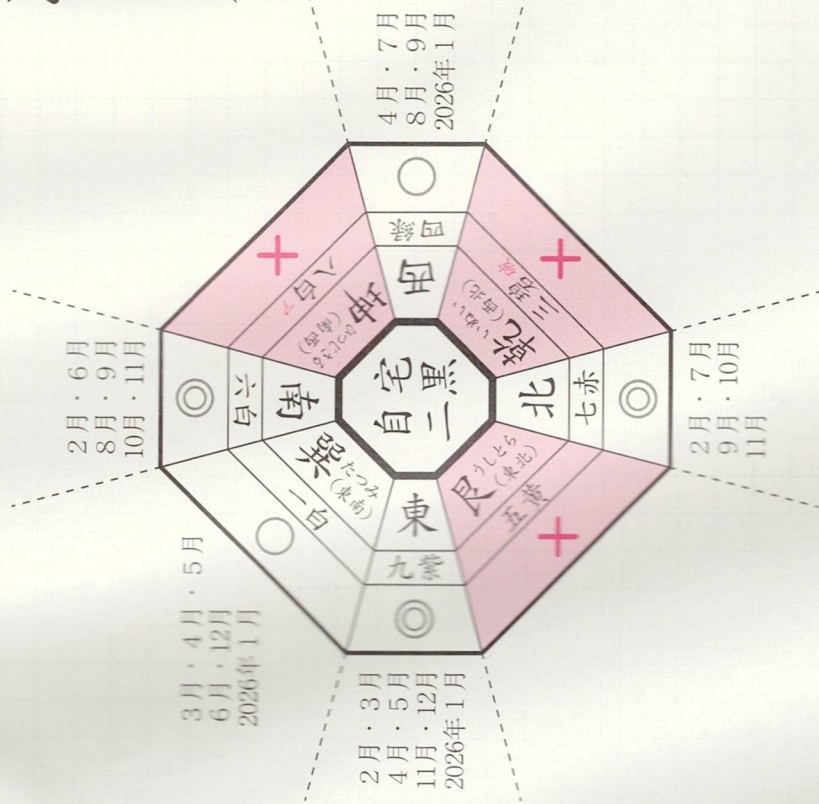 4月・7月
8月・9月
2026年1月
2月・6月
8月・9月
10月・11月
2月・7月
9月・10月
11月
3月・4月・5月
6月・12月
2026年1月
2月・3月
4月・5月
11月・12月
2026年1月
自宅
二黒
西
四緑
乾
いぬい
(西北)
三碧
破
北
七赤
艮
うしとら
(東北)
五黄
東
九紫
巽
たつみ
(東南)
一白
南
六白
坤
ひつじさる
(南西)
八白
ア